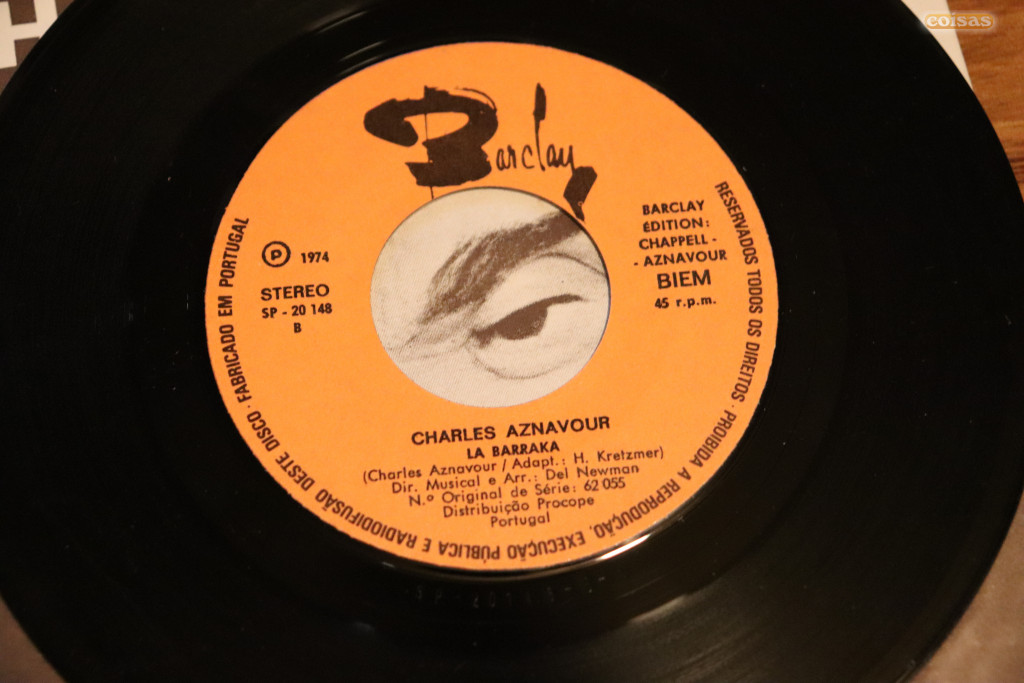 coisas
Barclay
℗ 1974
STEREO
SP - 20 148
B
BARCLAY
ÉDITION:
CHAPPELL -
- AZNAVOUR
BIEM
45 r.p.m.
CHARLES AZNAVOUR
LA BARRAKA
(Charles Aznavour / Adapt.: H. Kretzmer)
Dir. Musical e Arr.: Del Newman
N.º Original de Série: 62 055
Distribuição Procope
Portugal
RESERVADOS TODOS OS DIREITOS · PROIBIDA A REPRODUÇÃO, EXECUÇÃO PÚBLICA E RADIODIFUSÃO DESTE DISCO · FABRICADO EM PORTUGAL